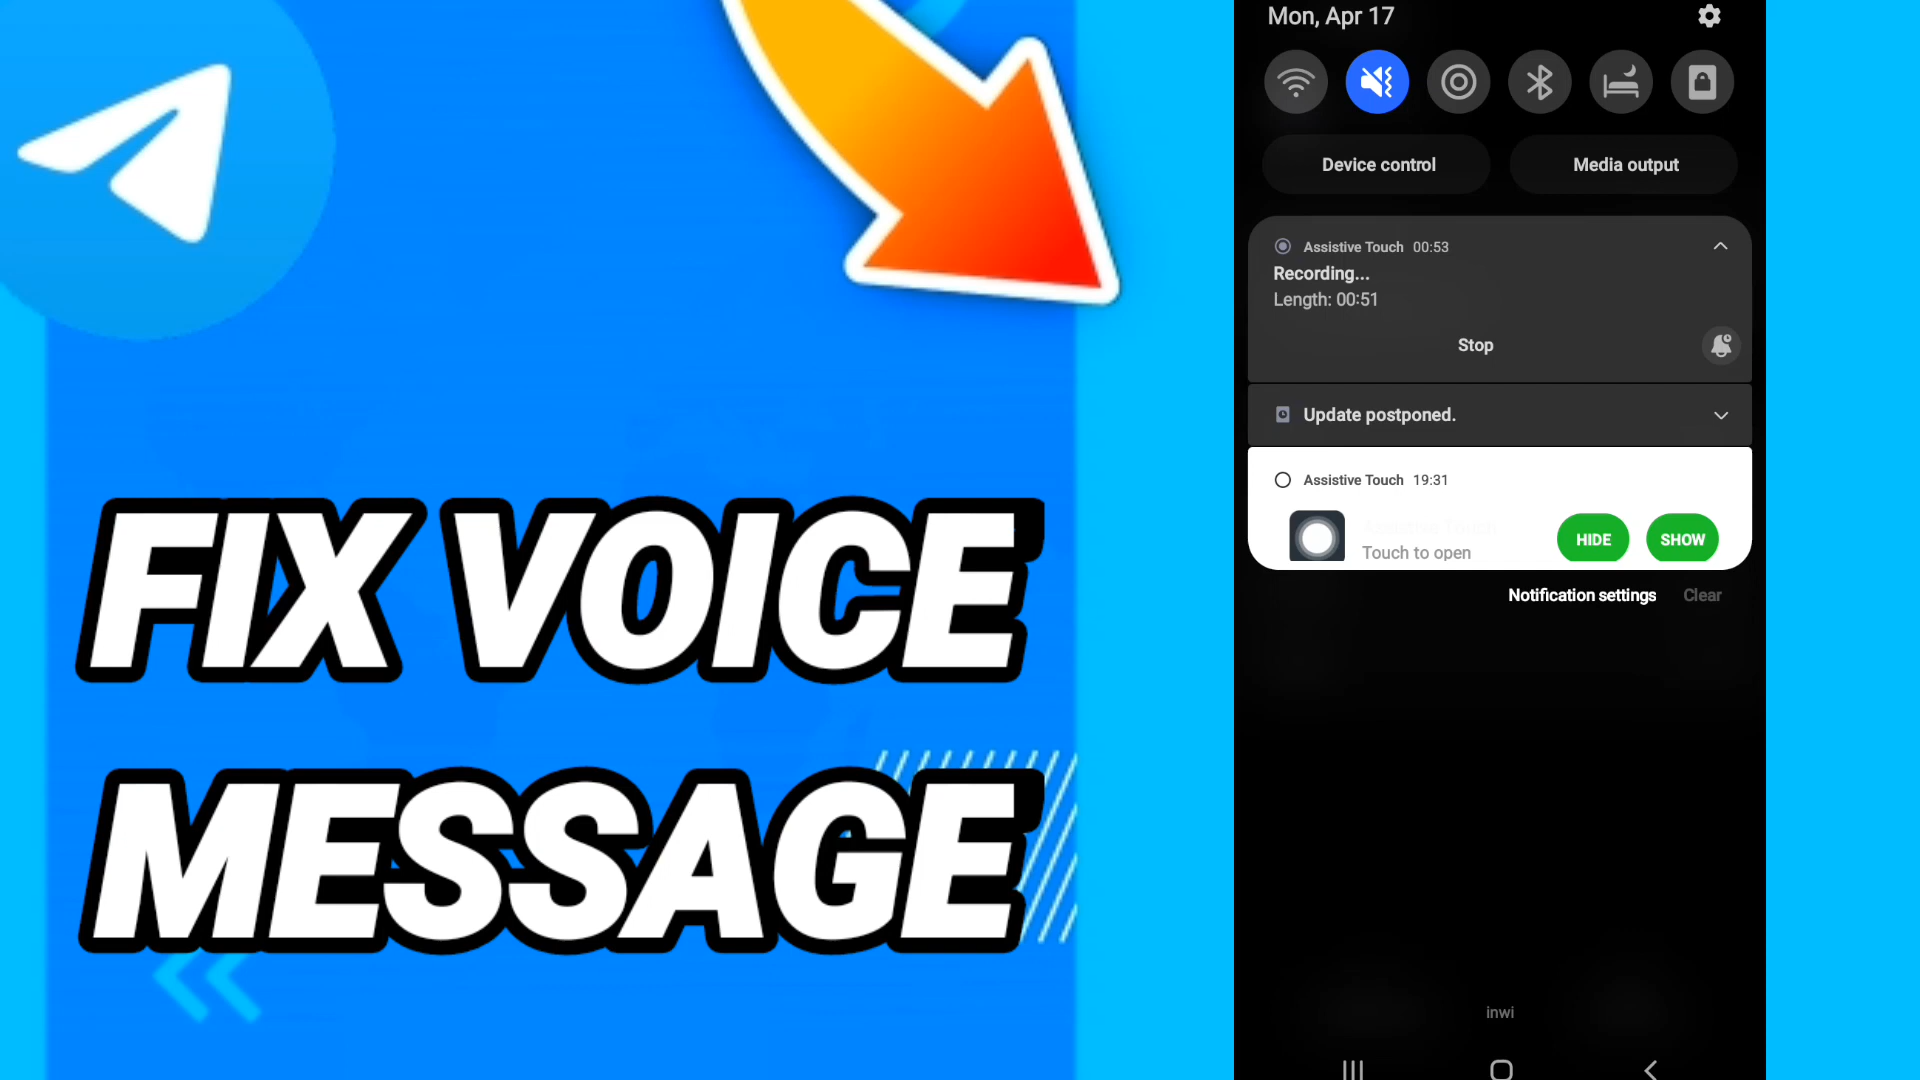 FIX VOICE
MESSAGE
Mon, Apr 17
Device control
Media output
Assistive Touch 00:53
Recording...
Length: 00:51
Stop
Update postponed.
Assistive Touch 19:31
Touch to open
HIDE
SHOW
Notification settings
Clear
inwi